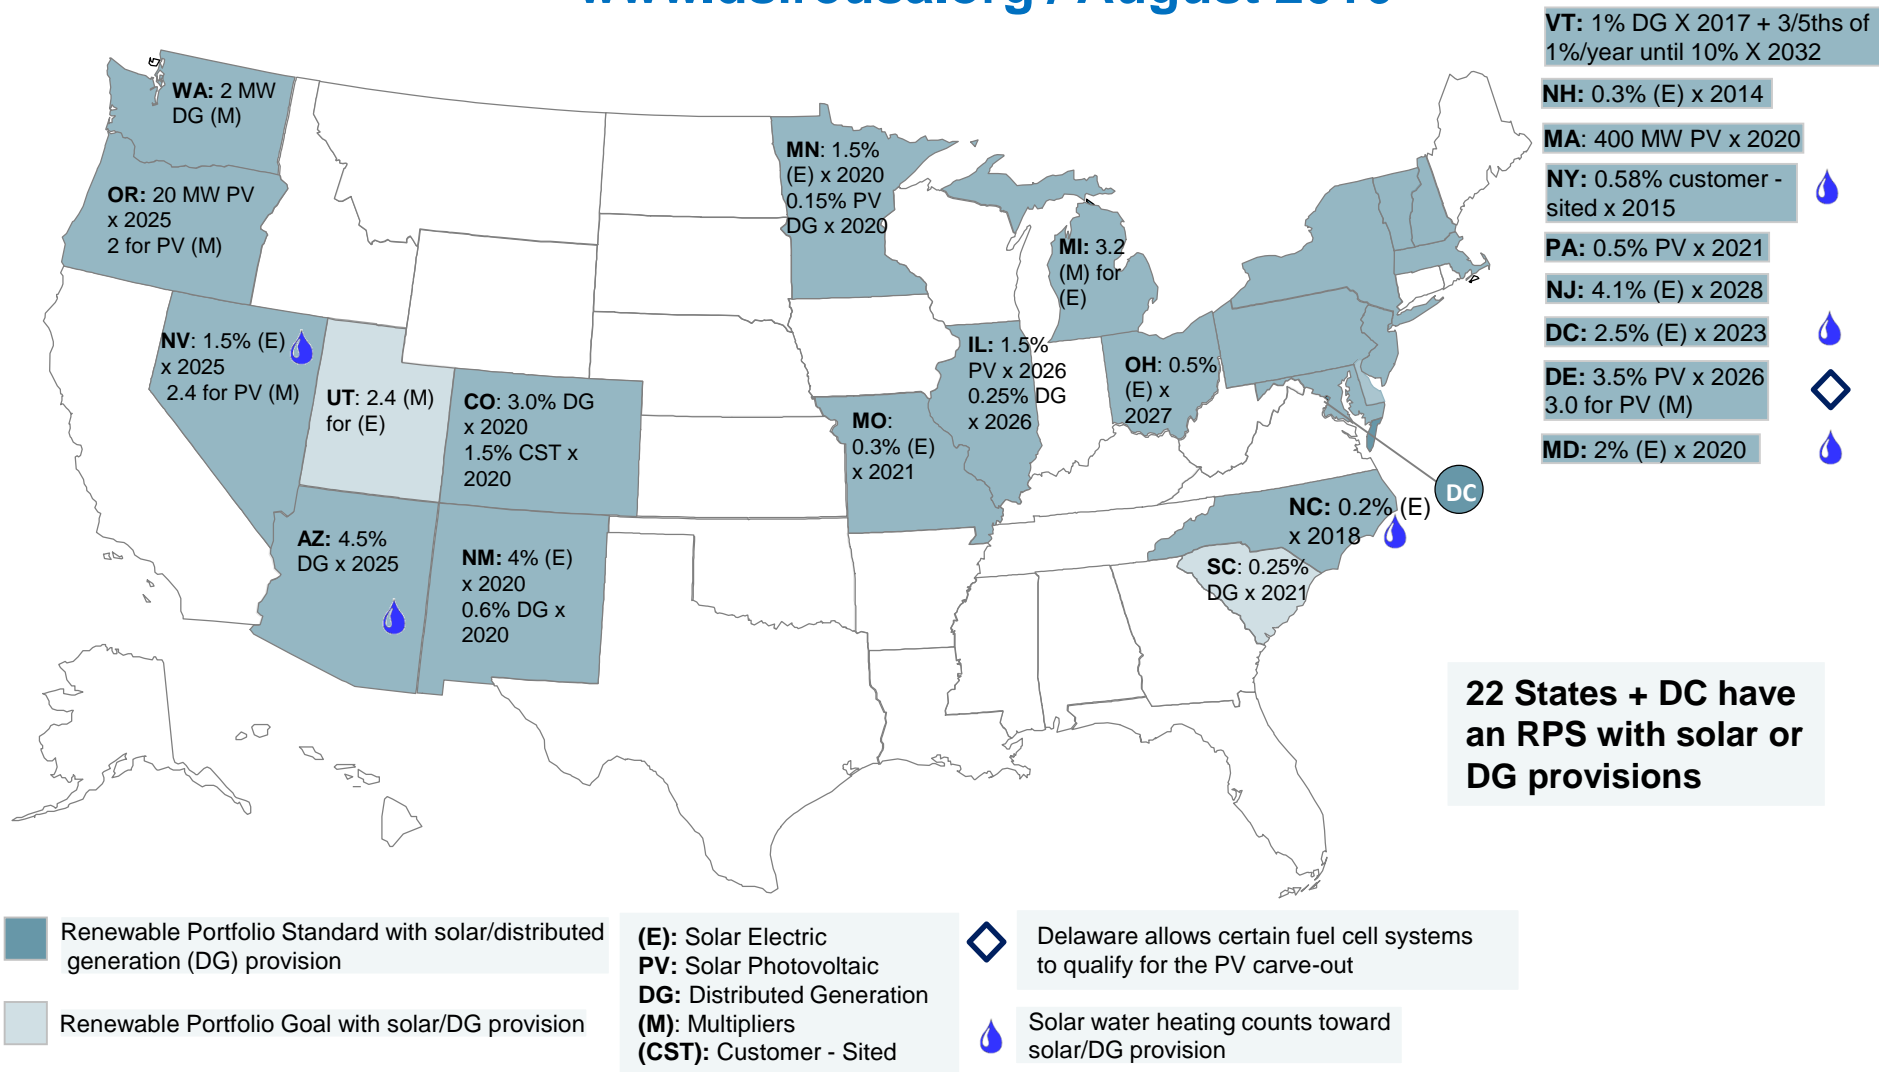 VT: 1% DG X 2017 + 3/5ths of
1%/year until 10% X 2032
NH: 0.3% (E) x 2014
MA: 400 MW PV x 2020
NY: 0.58% customer -
sited x 2015
PA: 0.5% PV x 2021
NJ: 4.1% (E) x 2028
DC: 2.5% (E) x 2023
DE: 3.5% PV x 2026
3.0 for PV (M)
MD: 2% (E) x 2020
WA: 2 MW
DG (M)
OR: 20 MW PV
x 2025
2 for PV (M)
NV: 1.5% (E)
x 2025
2.4 for PV (M)
UT: 2.4 (M)
for (E)
CO: 3.0% DG
x 2020
1.5% CST x
2020
AZ: 4.5%
DG x 2025
NM: 4% (E)
x 2020
0.6% DG x
2020
MN: 1.5%
(E) x 2020
0.15% PV
DG x 2020
MO:
0.3% (E)
x 2021
IL: 1.5%
PV x 2026
0.25% DG
x 2026
MI: 3.2
(M) for
(E)
OH: 0.5%
(E) x
2027
NC: 0.2% (E)
x 2018
SC: 0.25%
DG x 2021
DC
22 States + DC have
an RPS with solar or
DG provisions
Renewable Portfolio Standard with solar/distributed
generation (DG) provision
Renewable Portfolio Goal with solar/DG provision
(E): Solar Electric
PV: Solar Photovoltaic
DG: Distributed Generation
(M): Multipliers
(CST): Customer - Sited
Delaware allows certain fuel cell systems
to qualify for the PV carve-out
Solar water heating counts toward
solar/DG provision